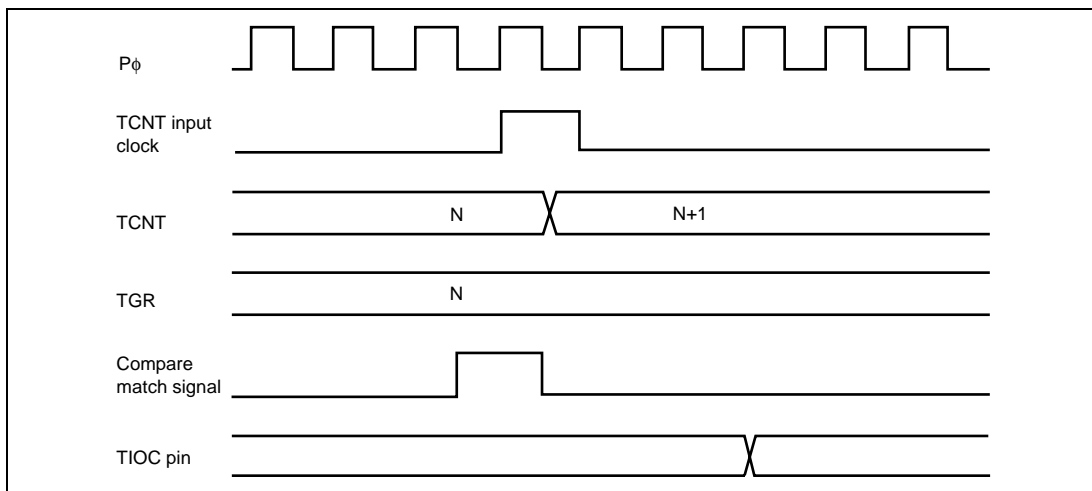 Pϕ
TCNT input
clock
TCNT
N
N+1
TGR
N
Compare
match signal
TIOC pin